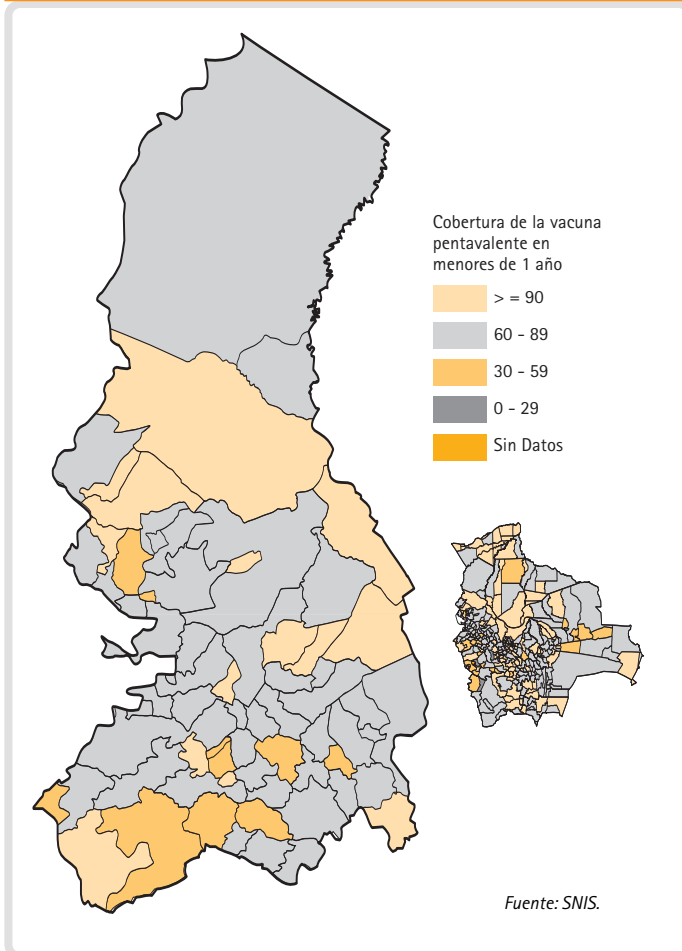 Cobertura de la vacuna
pentavalente en
menores de 1 año
> = 90
60 - 89
30 - 59
0 - 29
Sin Datos
Fuente: SNIS.